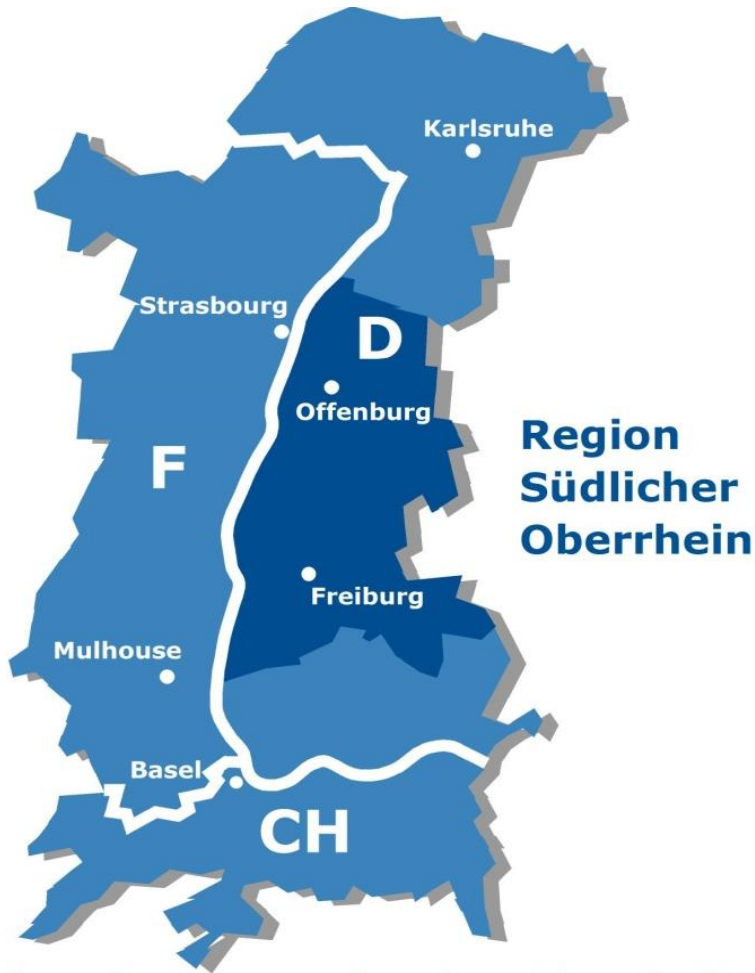 Karlsruhe
Strasbourg
D
Offenburg
F
Region
Südlicher
Oberrhein
Freiburg
Mulhouse
Basel
CH